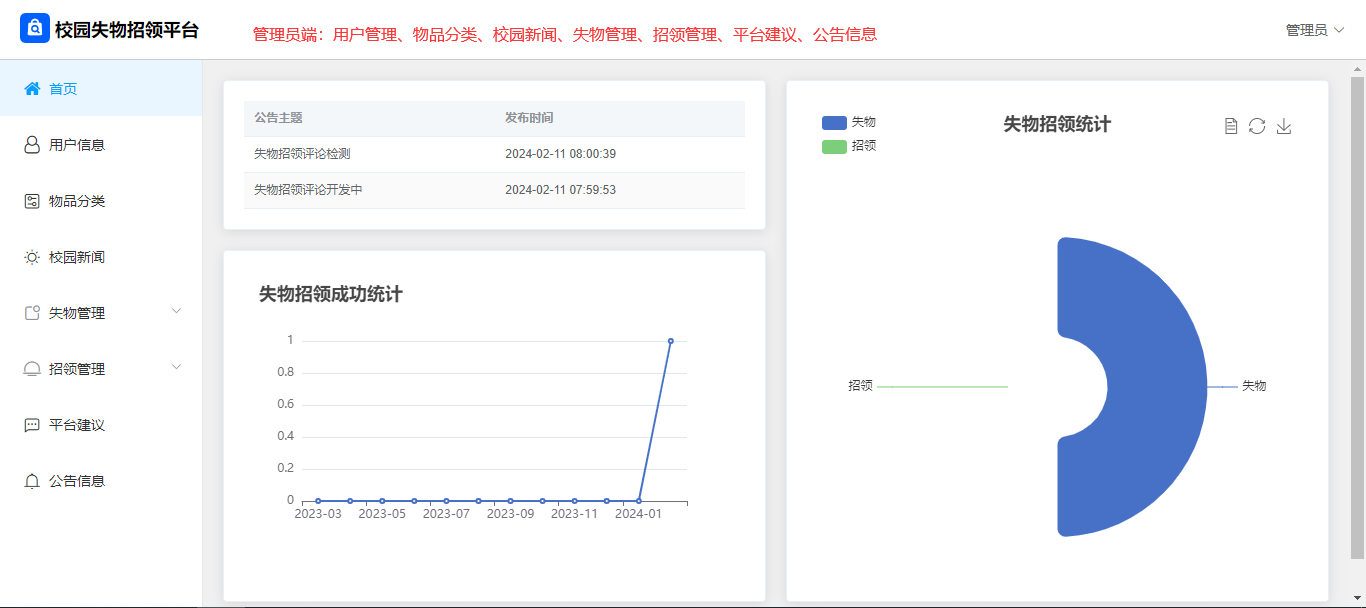 校园失物招领平台
管理员端：用户管理、物品分类、校园新闻、失物管理、招领管理、平台建议、公告信息
管理员
首页
用户信息
物品分类
校园新闻
失物管理
招领管理
平台建议
公告信息
公告主题 发布时间
失物招领评论检测 2024-02-11 08:00:39
失物招领评论开发中 2024-02-11 07:59:53
失物招领成功统计
1
0.8
0.6
0.4
0.2
0
2023-03 2023-05 2023-07 2023-09 2023-11 2024-01
失物
招领
失物招领统计
招领
失物